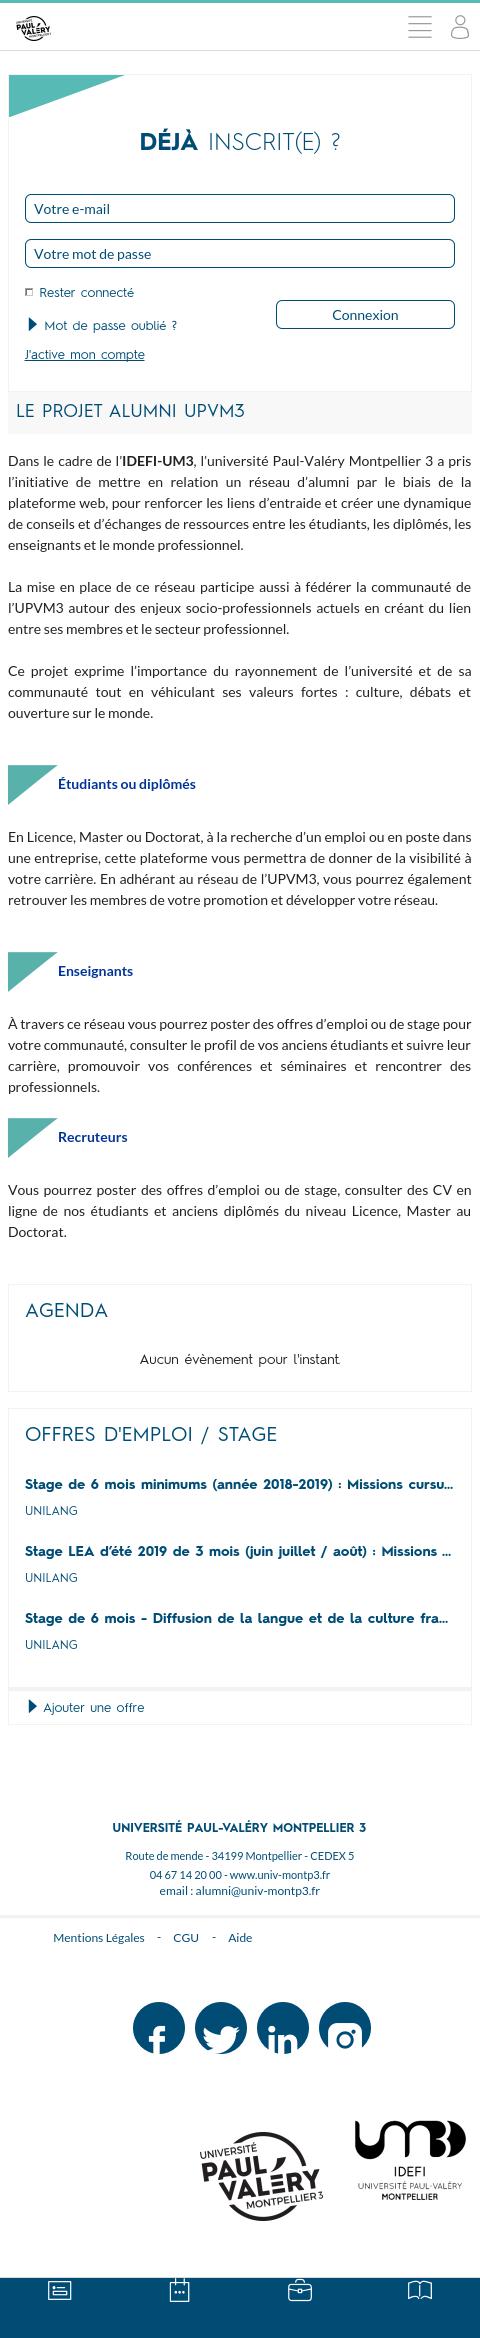 UNIVERSITÉ
PAUL
VALÉRY
MONTPELLIER 3
DÉJÀ INSCRIT(E) ?
Votre e-mail
Votre mot de passe
Rester connecté
Connexion
Mot de passe oublié ?
J'active mon compte
LE PROJET ALUMNI UPVM3
Dans le cadre de l’IDEFI-UM3, l’université Paul-Valéry Montpellier 3 a pris
l’initiative de mettre en relation un réseau d’alumni par le biais de la
plateforme web, pour renforcer les liens d’entraide et créer une dynamique
de conseils et d’échanges de ressources entre les étudiants, les diplômés, les
enseignants et le monde professionnel.
La mise en place de ce réseau participe aussi à fédérer la communauté de
l’UPVM3 autour des enjeux socio-professionnels actuels en créant du lien
entre ses membres et le secteur professionnel.
Ce projet exprime l’importance du rayonnement de l’université et de sa
communauté tout en véhiculant ses valeurs fortes : culture, débats et
ouverture sur le monde.
Étudiants ou diplômés
En Licence, Master ou Doctorat, à la recherche d’un emploi ou en poste dans
une entreprise, cette plateforme vous permettra de donner de la visibilité à
votre carrière. En adhérant au réseau de l’UPVM3, vous pourrez également
retrouver les membres de votre promotion et développer votre réseau.
Enseignants
À travers ce réseau vous pourrez poster des offres d’emploi ou de stage pour
votre communauté, consulter le profil de vos anciens étudiants et suivre leur
carrière, promouvoir vos conférences et séminaires et rencontrer des
professionnels.
Recruteurs
Vous pourrez poster des offres d’emploi ou de stage, consulter des CV en
ligne de nos étudiants et anciens diplômés du niveau Licence, Master au
Doctorat.
AGENDA
Aucun évènement pour l'instant
OFFRES D'EMPLOI / STAGE
Stage de 6 mois minimums (année 2018-2019) : Missions cursu...
UNILANG
Stage LEA d’été 2019 de 3 mois (juin juillet / août) : Missions ...
UNILANG
Stage de 6 mois - Diffusion de la langue et de la culture fra...
UNILANG
Ajouter une offre
UNIVERSITÉ PAUL-VALÉRY MONTPELLIER 3
Route de mende - 34199 Montpellier - CEDEX 5
04 67 14 20 00 - www.univ-montp3.fr
email : alumni@univ-montp3.fr
Mentions Légales - CGU - Aide
UNIVERSITÉ
PAUL
VALÉRY
MONTPELLIER 3
UM3
IDEFI
UNIVERSITÉ PAUL-VALÉRY
MONTPELLIER